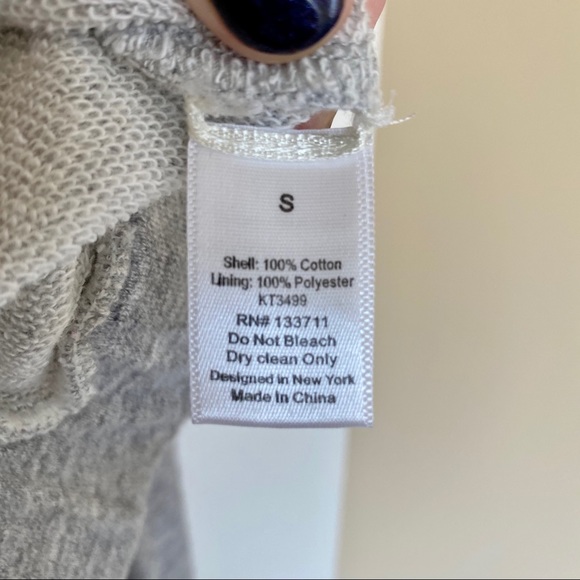 S
Shell: 100% Cotton
Lining: 100% Polyester
KT3499
RN# 133711
Do Not Bleach
Dry clean Only
Designed in New York
Made In China